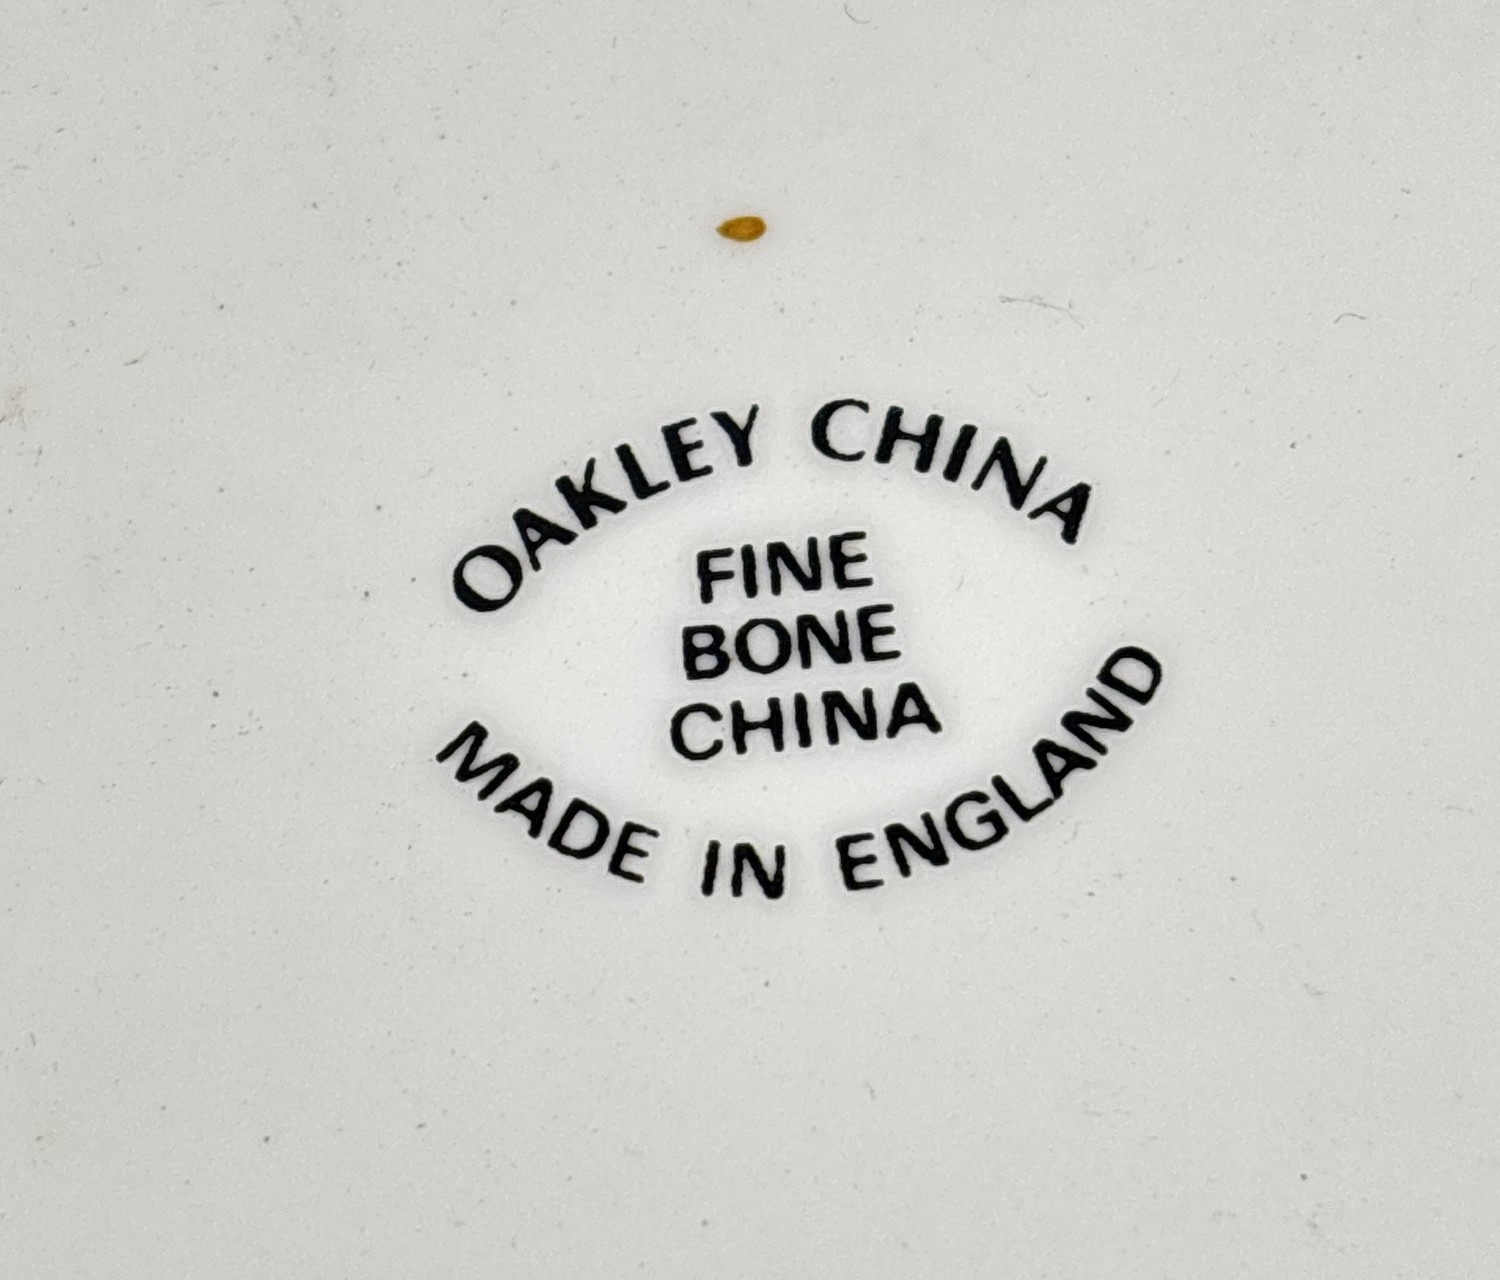 OAKLEY CHINA
FINE
BONE
CHINA
MADE IN ENGLAND